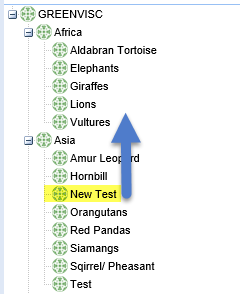 GREENVISC
Africa
Aldabran Tortoise
Elephants
Giraffes
Lions
Vultures
Asia
Amur Leopard
Hornbill
New Test
Orangutans
Red Pandas
Siamangs
Sqirrel/ Pheasant
Test